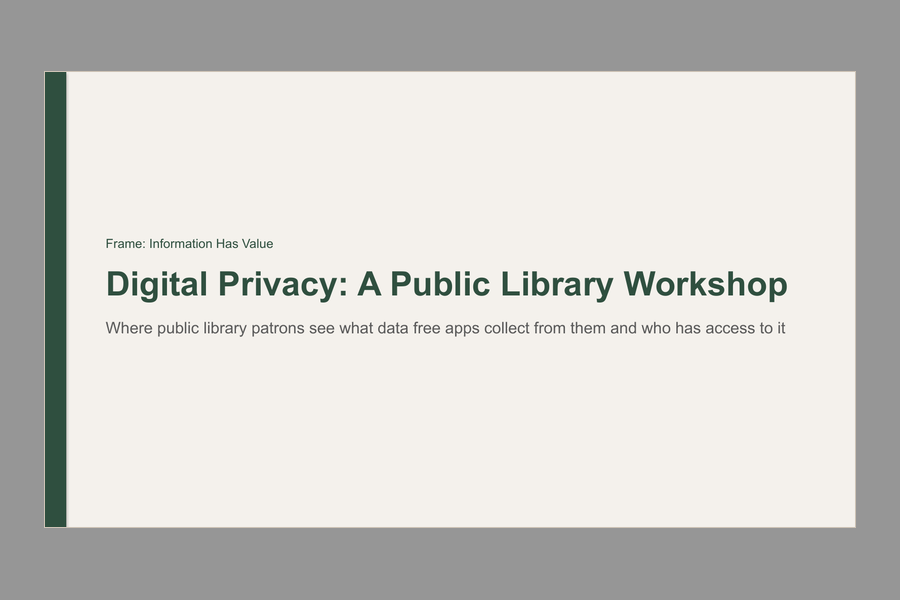 Frame: Information Has Value
Digital Privacy: A Public Library Workshop
Where public library patrons see what data free apps collect from them and who has access to it